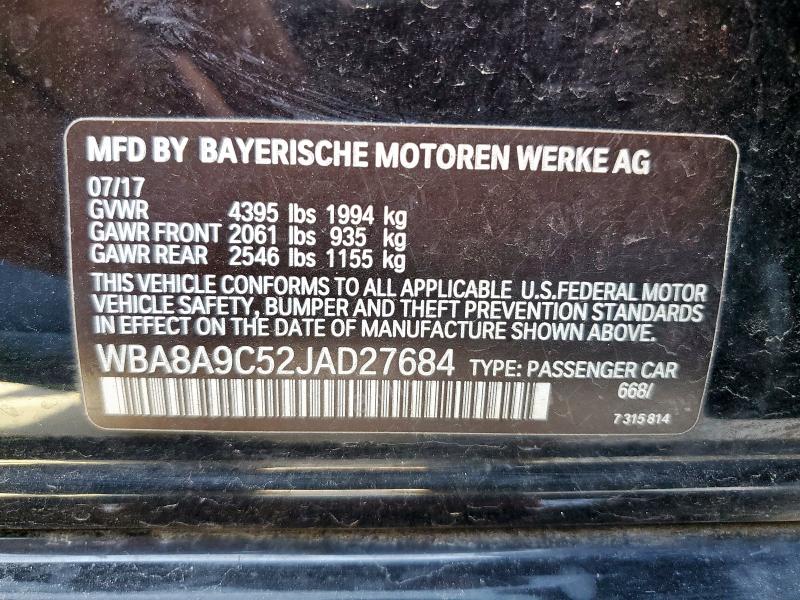 MFD BY BAYERISCHE MOTOREN WERKE AG
07/17
GVWR 4395 lbs 1994 kg
GAWR FRONT 2061 lbs 935 kg
GAWR REAR 2546 lbs 1155 kg
THIS VEHICLE CONFORMS TO ALL APPLICABLE U.S.FEDERAL MOTOR
VEHICLE SAFETY, BUMPER AND THEFT PREVENTION STANDARDS
IN EFFECT ON THE DATE OF MANUFACTURE SHOWN ABOVE.
WBA8A9C52JAD27684 TYPE: PASSENGER CAR
668/
7 315 814